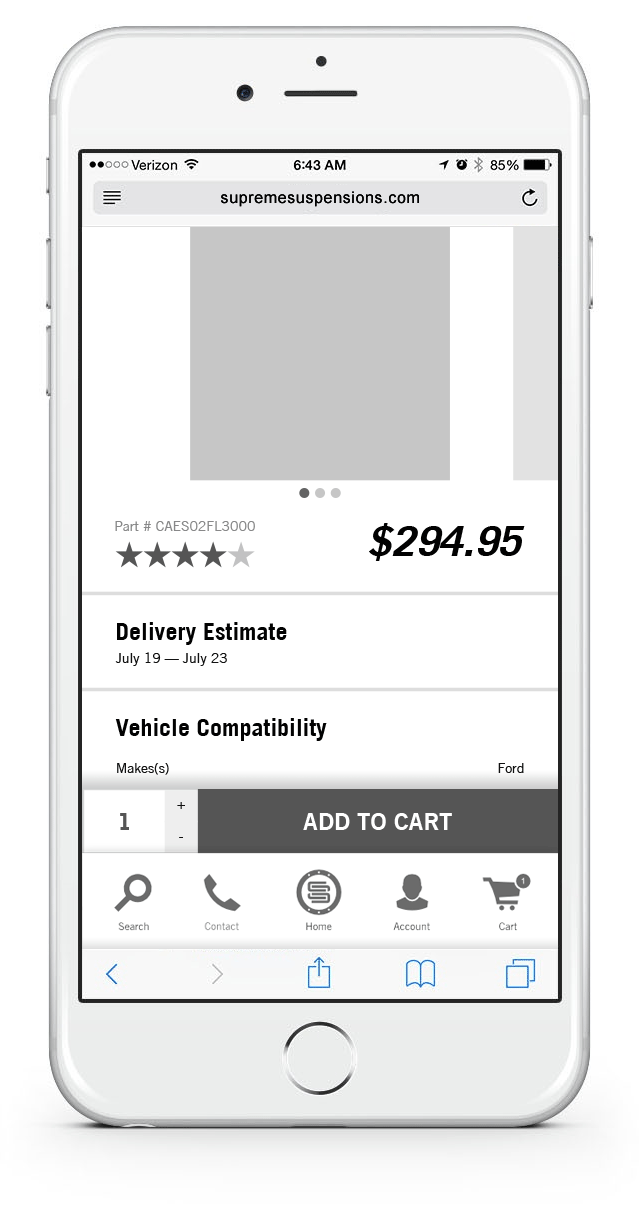 Verizon 6:43 AM 85%
supremesuspensions.com
Part # CAES02FL3000
$294.95
Delivery Estimate
July 19 — July 23
Vehicle Compatibility
Makes(s) Ford
1 + - ADD TO CART
1
Search Contact Home Account Cart